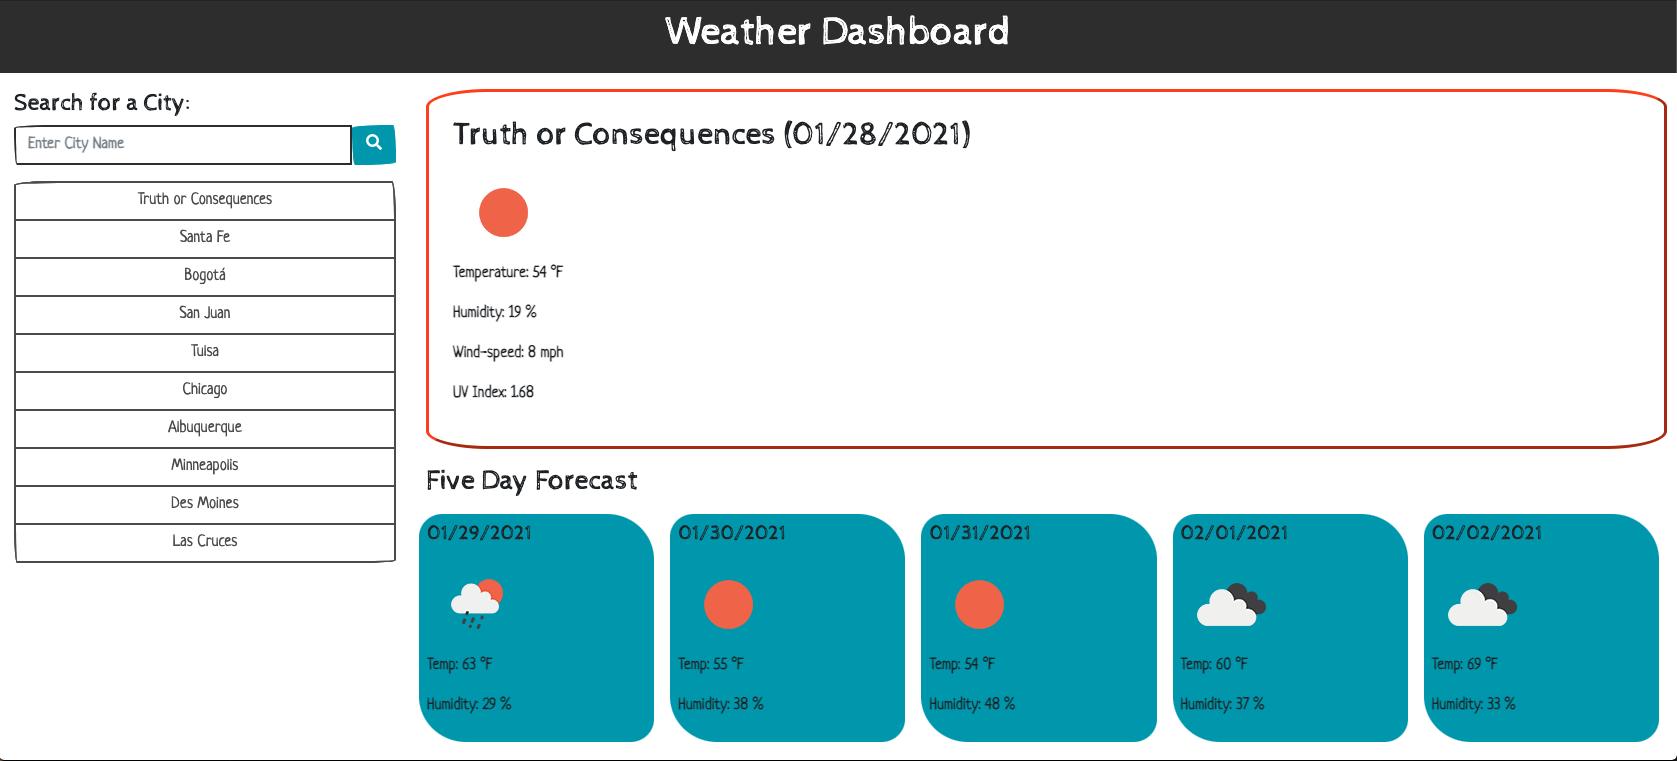 Weather Dashboard
Search for a City:
Enter City Name
Truth or Consequences
Santa Fe
Bogotá
San Juan
Tulsa
Chicago
Albuquerque
Minneapolis
Des Moines
Las Cruces
Truth or Consequences (01/28/2021)
Temperature: 54 °F
Humidity: 19 %
Wind-speed: 8 mph
UV Index: 1.68
Five Day Forecast
01/29/2021
Temp: 63 °F
Humidity: 29 %
01/30/2021
Temp: 55 °F
Humidity: 38 %
01/31/2021
Temp: 54 °F
Humidity: 48 %
02/01/2021
Temp: 60 °F
Humidity: 37 %
02/02/2021
Temp: 69 °F
Humidity: 33 %